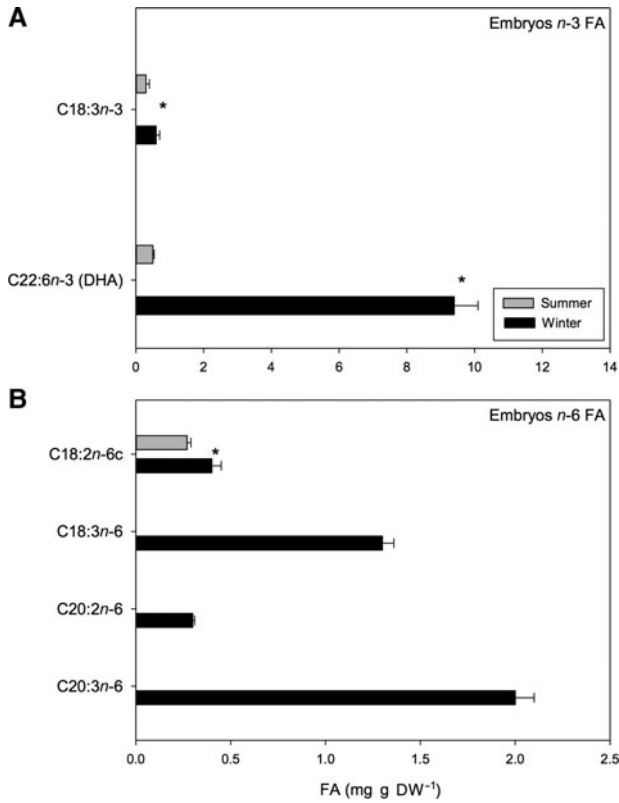 A
Embryos n-3 FA
C18:3n-3
*
C22:6n-3 (DHA)
*
Summer
Winter
0 2 4 6 8 10 12 14
B
Embryos n-6 FA
C18:2n-6c
*
C18:3n-6
C20:2n-6
C20:3n-6
0.0 0.5 1.0 1.5 2.0 2.5
FA (mg g DW⁻¹)